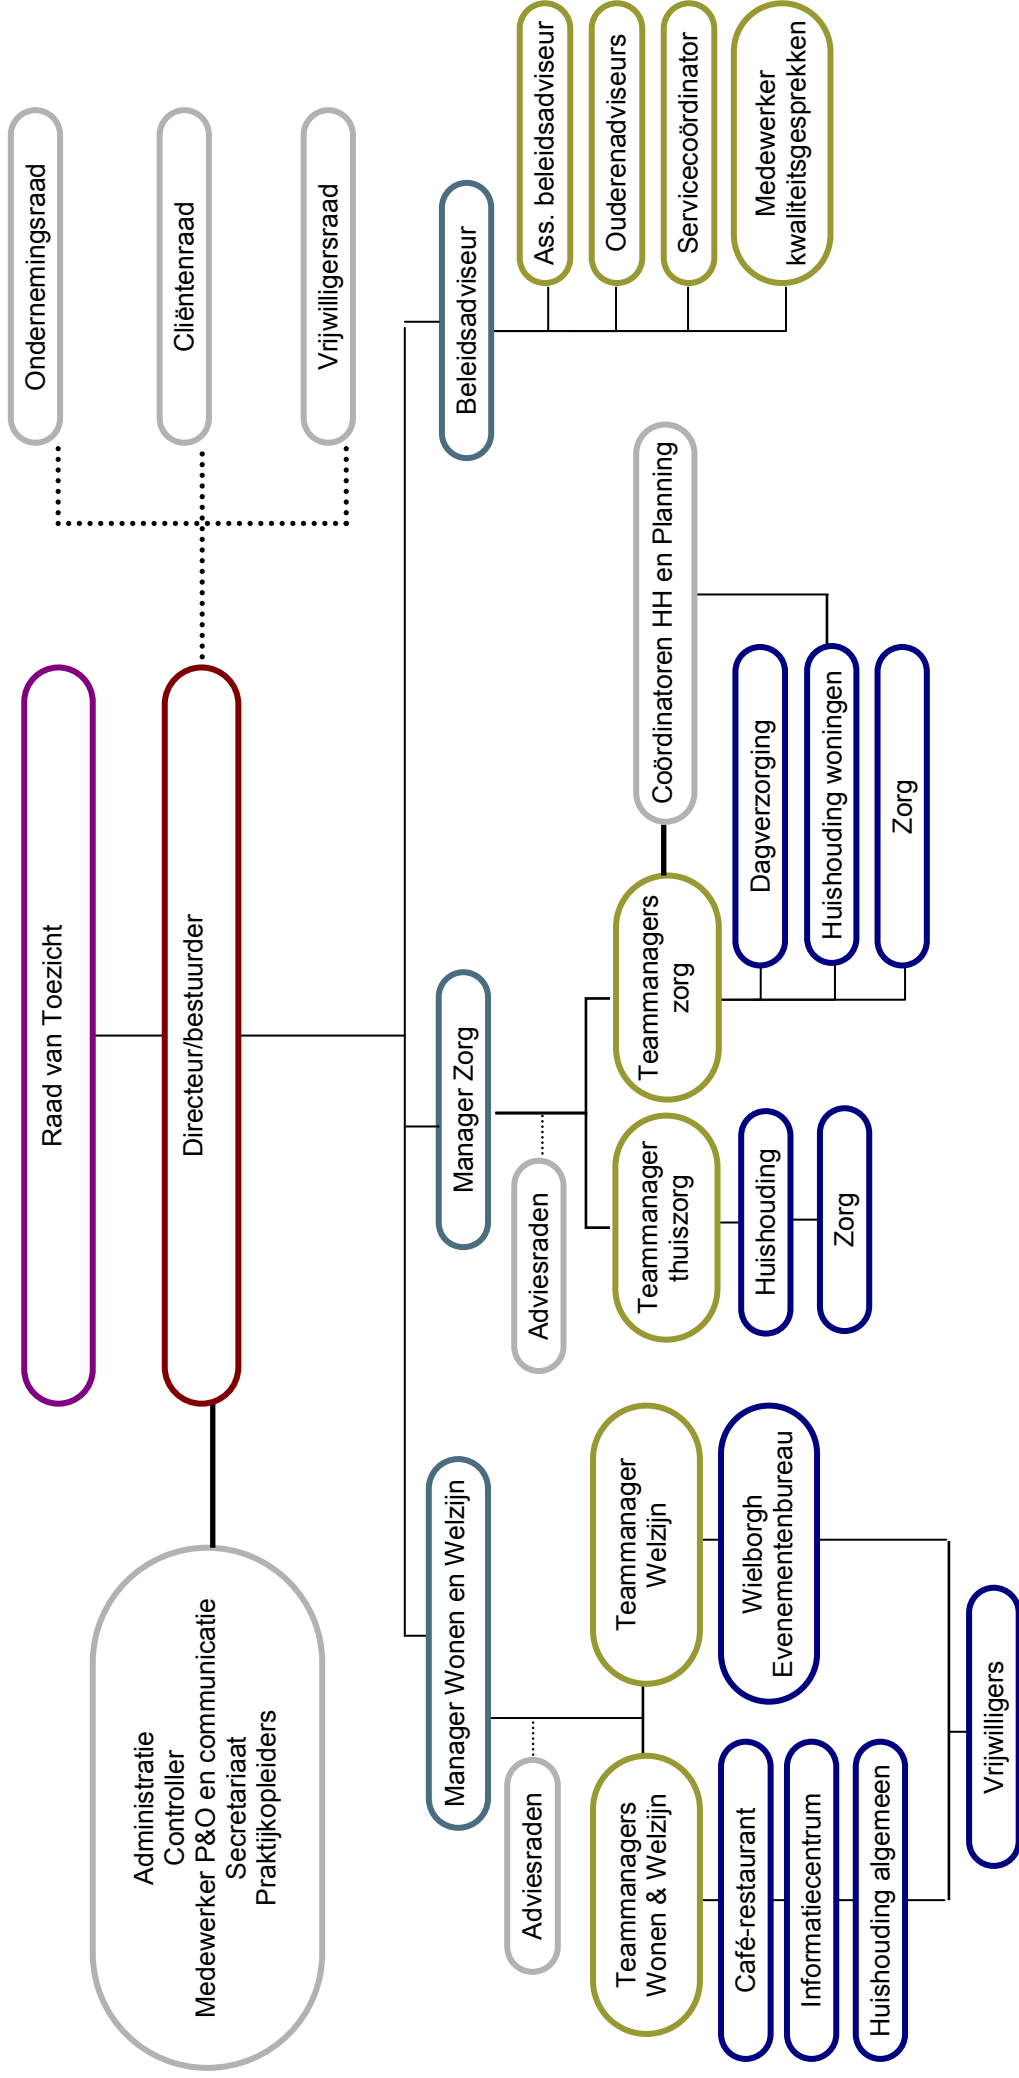 Raad van Toezicht
Directeur/bestuurder
Administratie
Controller
Medewerker P&O en communicatie
Secretariaat
Praktijkopleiders
Ondernemingsraad
Cliëntenraad
Vrijwilligersraad
Manager Wonen en Welzijn
Manager Zorg
Beleidsadviseur
Adviesraden
Teammanagers
Wonen & Welzijn
Teammanager
Welzijn
Café-restaurant
Informatiecentrum
Huishouding algemeen
Wielborgh
Evenementenbureau
Vrijwilligers
Adviesraden
Teammanager
thuiszorg
Huishouding
Zorg
Teammanagers
zorg
Coördinatoren HH en Planning
Dagverzorging
Huishouding woningen
Zorg
Ass. beleidsadviseur
Ouderenadviseurs
Servicecoördinator
Medewerker
kwaliteitsgesprekken